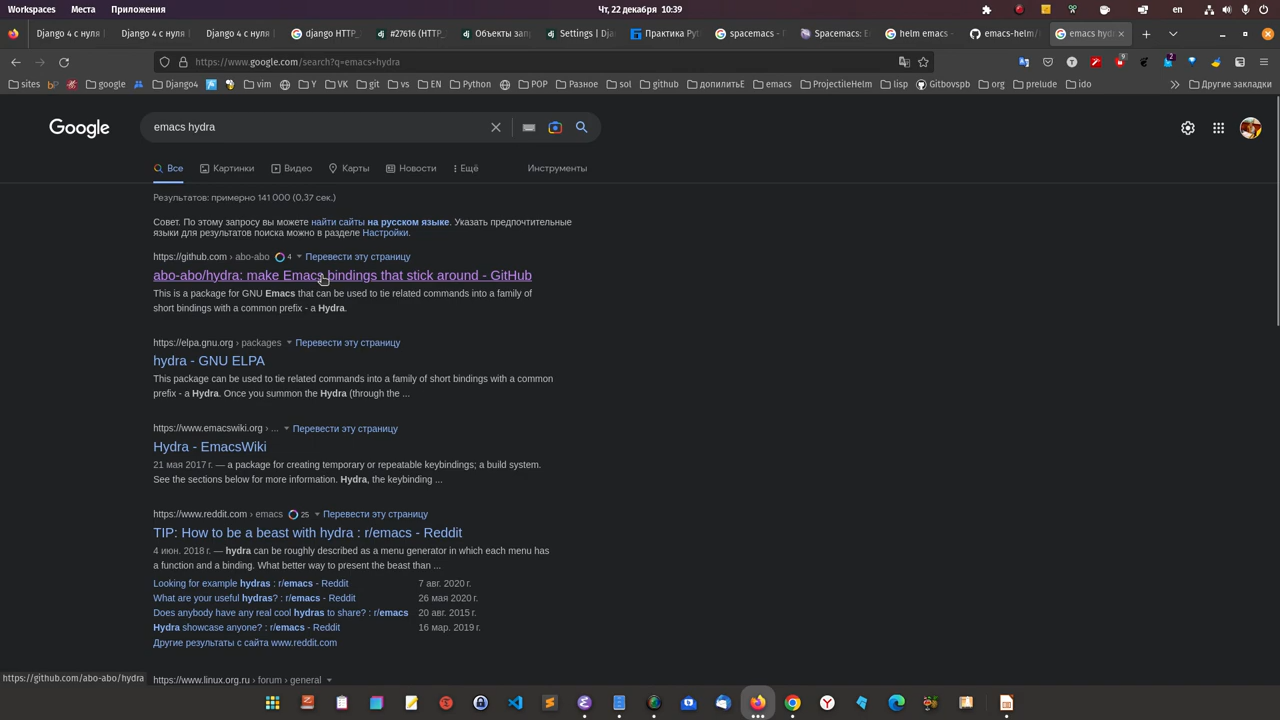 Workspaces Места Программы Чт, 22 декабря 10:39 en
Django 4 с нуля Django 4 с нуля Django 4 с нуля django HTTP_ #27616 (HTTP_ Объекты зап Settings | Dj Практика Py spacemacs - Spacemacs: E helm emacs - emacs-helm/ emacs hyd
https://www.google.com/search?q=emacs+hydra
sites google Django4 vim Y VK git vs EN Python POP Разное sol github допилитьЕ emacs ProjectileHelm lisp Gitbovspb org prelude ido Другие закладки
Google emacs hydra
Все Картинки Видео Карты Новости Ещё Инструменты
Результатов: примерно 141 000 (0,37 сек.)
Совет. По этому запросу вы можете найти сайты на русском языке. Указать предпочтительные
языки для результатов поиска можно в разделе Настройки.
https://github.com › abo-abo 4 Перевести эту страницу
abo-abo/hydra: make Emacs bindings that stick around - GitHub
This is a package for GNU Emacs that can be used to tie related commands into a family of
short bindings with a common prefix - a Hydra.
https://elpa.gnu.org › packages Перевести эту страницу
hydra - GNU ELPA
This package can be used to tie related commands into a family of short bindings with a common
prefix - a Hydra. Once you summon the Hydra (through the ...
https://www.emacswiki.org › ... Перевести эту страницу
Hydra - EmacsWiki
21 мая 2017 г. — a package for creating temporary or repeatable keybindings; a build system.
See the sections below for more information. Hydra, the keybinding ...
https://www.reddit.com › emacs 25 Перевести эту страницу
TIP: How to be a beast with hydra : r/emacs - Reddit
4 июн. 2018 г. — hydra can be roughly described as a menu generator in which each menu has
a function and a binding. What better way to present the beast than ...
Looking for example hydras : r/emacs - Reddit 7 авг. 2020 г.
What are your useful hydras? : r/emacs - Reddit 26 мая 2020 г.
Does anybody have any real cool hydras to share? : r/emacs 20 авг. 2015 г.
Hydra showcase anyone? : r/emacs - Reddit 16 мар. 2019 г.
Другие результаты с сайта www.reddit.com
https://github.com/abo-abo/hydra https://www.linux.org.ru › forum › general